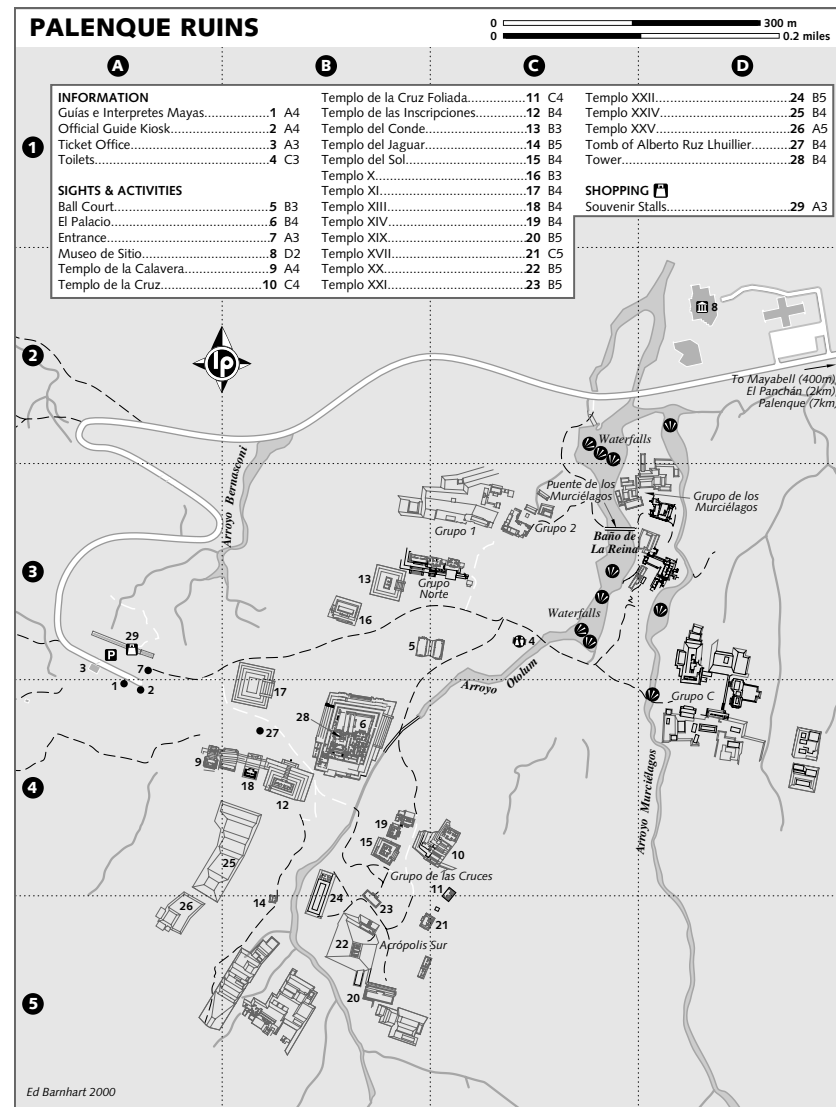 PALENQUE RUINS
0 300 m
0 0.2 miles
A B C D
1
INFORMATION
Guías e Interpretes Mayas 1 A4
Official Guide Kiosk 2 A4
Ticket Office 3 A3
Toilets 4 C3
SIGHTS & ACTIVITIES
Ball Court 5 B3
El Palacio 6 B4
Entrance 7 A3
Museo de Sitio 8 D2
Templo de la Calavera 9 A4
Templo de la Cruz 10 C4
Templo de la Cruz Foliada 11 C4
Templo de las Inscripciones 12 B4
Templo del Conde 13 B3
Templo del Jaguar 14 B5
Templo del Sol 15 B4
Templo X 16 B3
Templo XI 17 B4
Templo XIII 18 B4
Templo XIV 19 B4
Templo XIX 20 B5
Templo XVII 21 C5
Templo XX 22 B5
Templo XXI 23 B5
Templo XXII 24 B5
Templo XXIV 25 B4
Templo XXV 26 A5
Tomb of Alberto Ruz Lhuillier 27 B4
Tower 28 B4
SHOPPING
Souvenir Stalls 29 A3
8
2
lp
To Mayabell (400m),
El Panchán (2km),
Palenque (7km)
Waterfalls
Arroyo Bernasconi
Puente de los
Murciélagos
Grupo de los
Murciélagos
Grupo 1
Grupo 2
Baño de
La Reina
3
13
Grupo
Norte
16
Waterfalls
29
P
3
7
1
2
5
4
Arroyo Otolum
Grupo C
17
28
6
27
4
9
18
12
Arroyo Murciélagos
19
15
10
25
Grupo de las Cruces
11
14
24
23
26
21
22
Acrópolis Sur
20
5
Ed Barnhart 2000